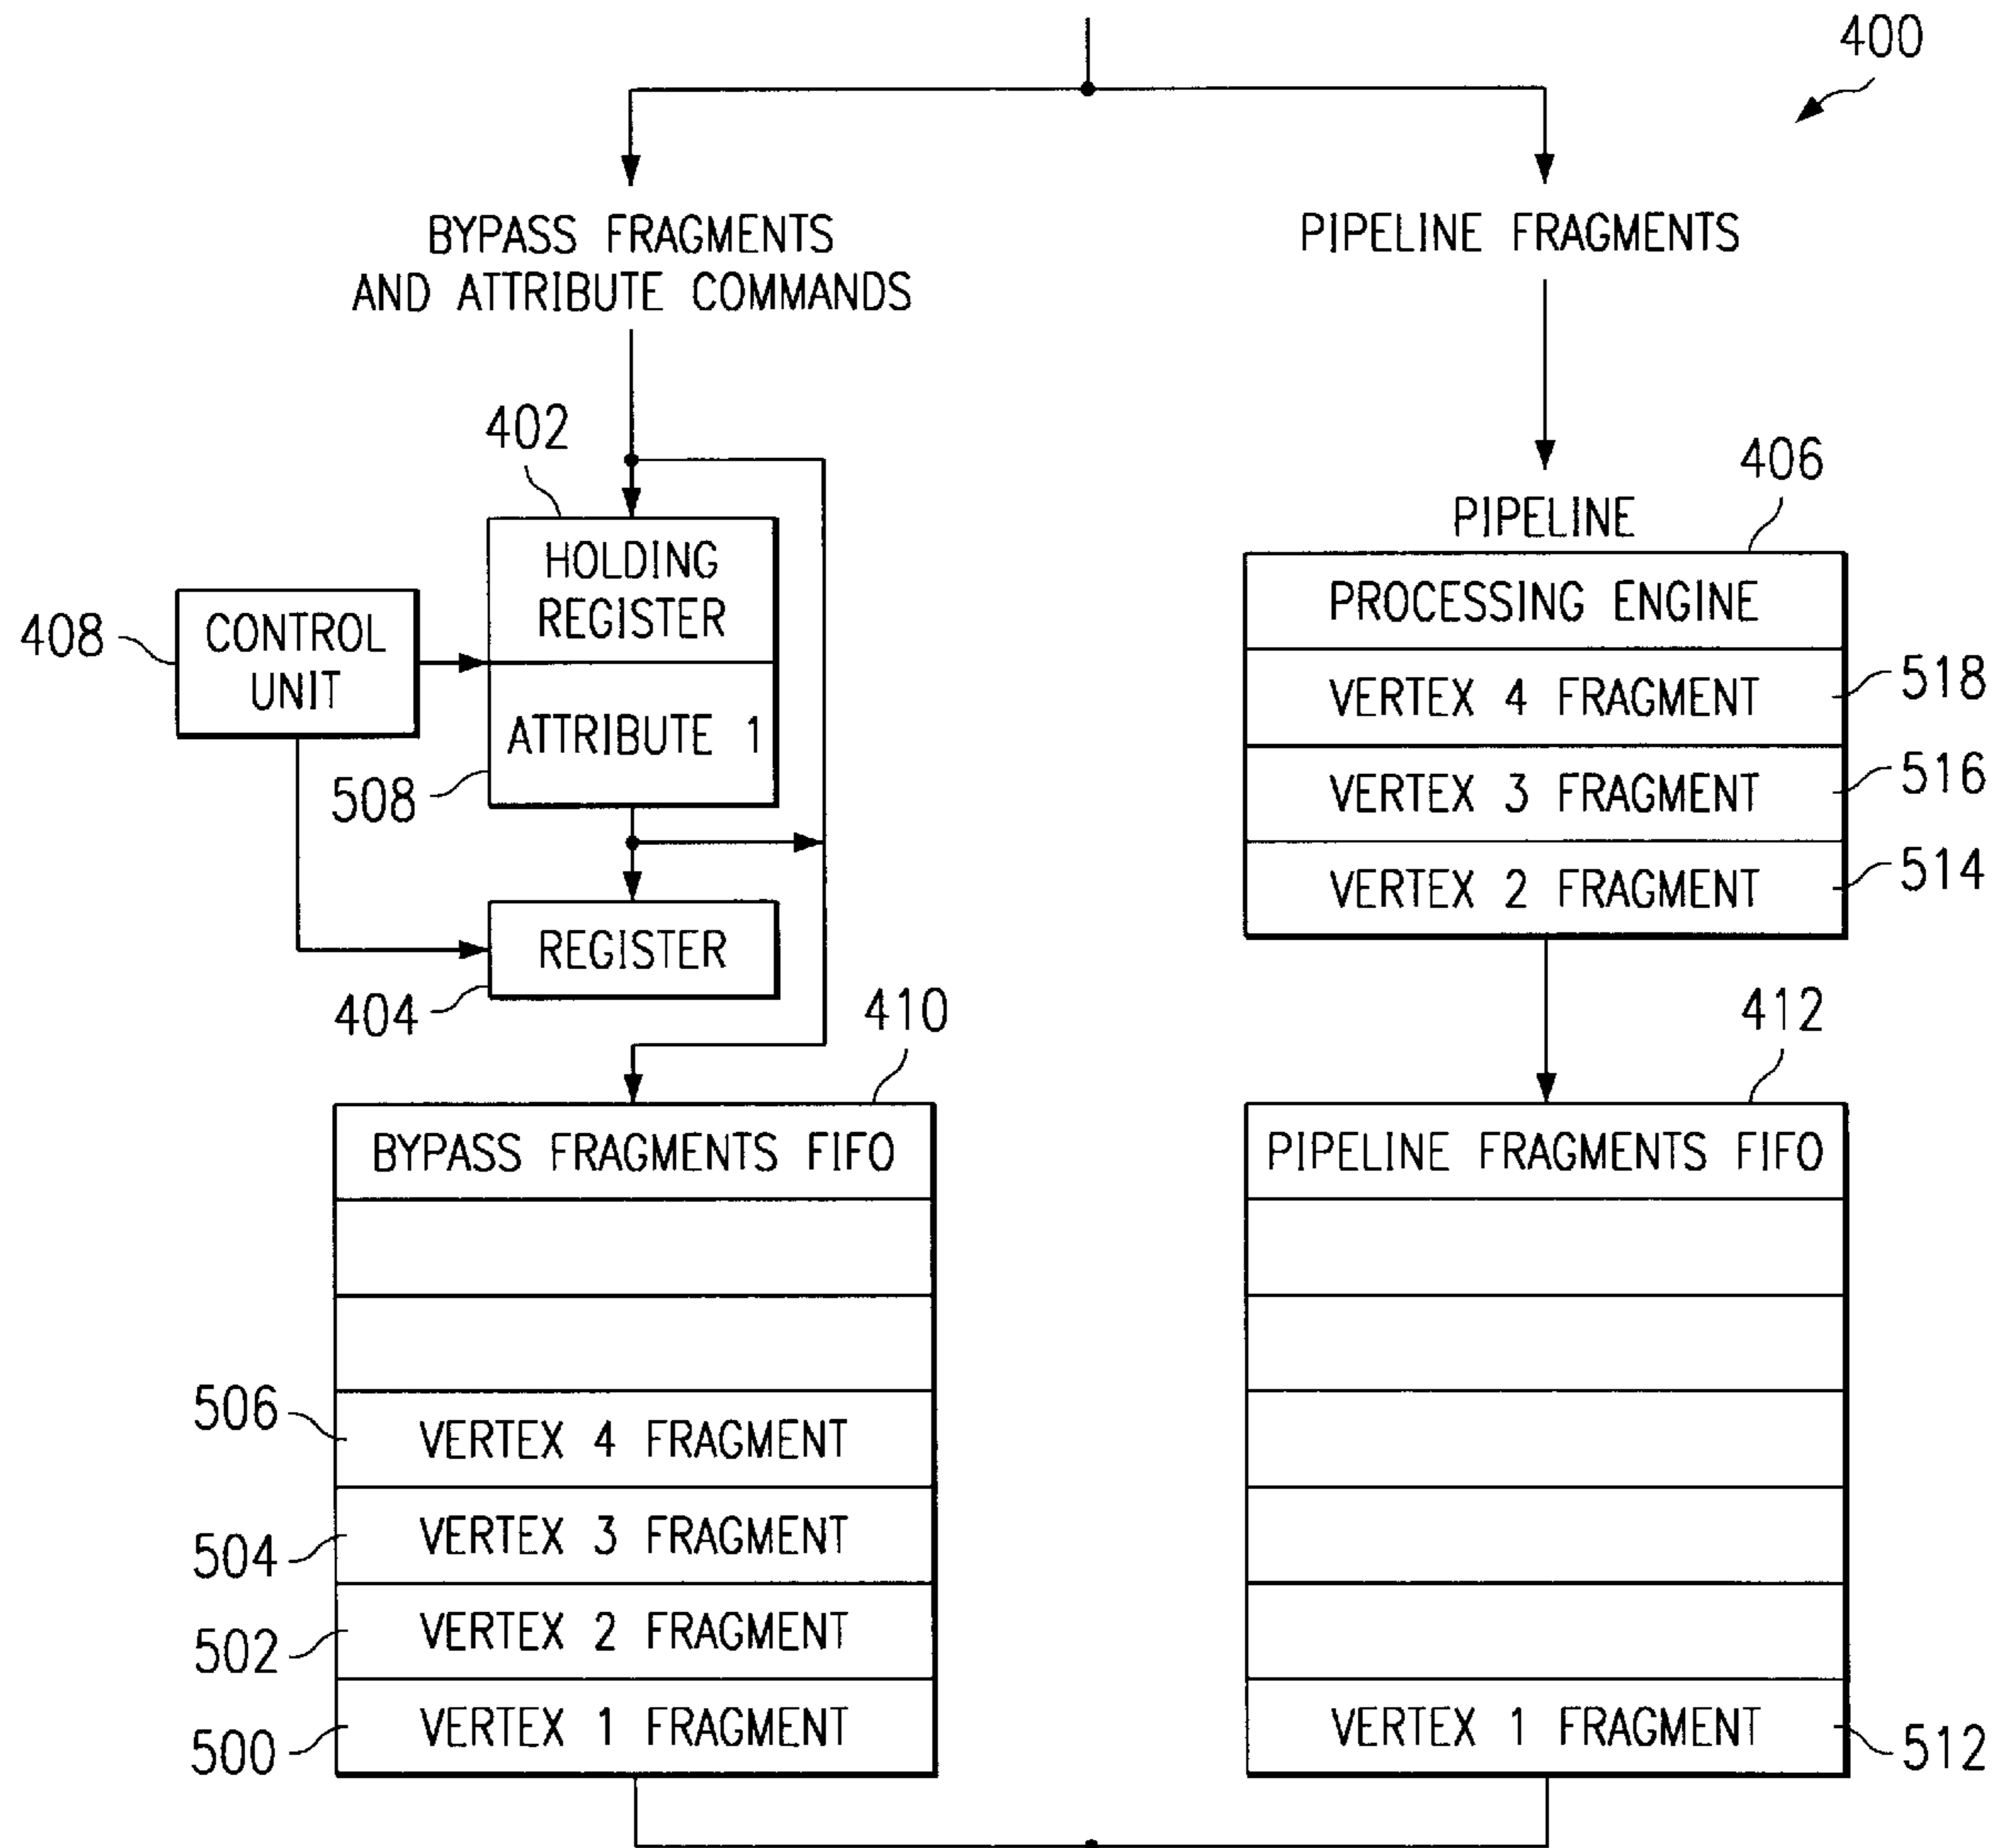 400
BYPASS FRAGMENTS
AND ATTRIBUTE COMMANDS
PIPELINE FRAGMENTS
402
HOLDING
REGISTER
408
CONTROL
UNIT
ATTRIBUTE 1
508
REGISTER
404
406
PIPELINE
PROCESSING ENGINE
VERTEX 4 FRAGMENT
518
VERTEX 3 FRAGMENT
516
VERTEX 2 FRAGMENT
514
410
BYPASS FRAGMENTS FIFO
506
VERTEX 4 FRAGMENT
504
VERTEX 3 FRAGMENT
502
VERTEX 2 FRAGMENT
500
VERTEX 1 FRAGMENT
412
PIPELINE FRAGMENTS FIFO
VERTEX 1 FRAGMENT
512